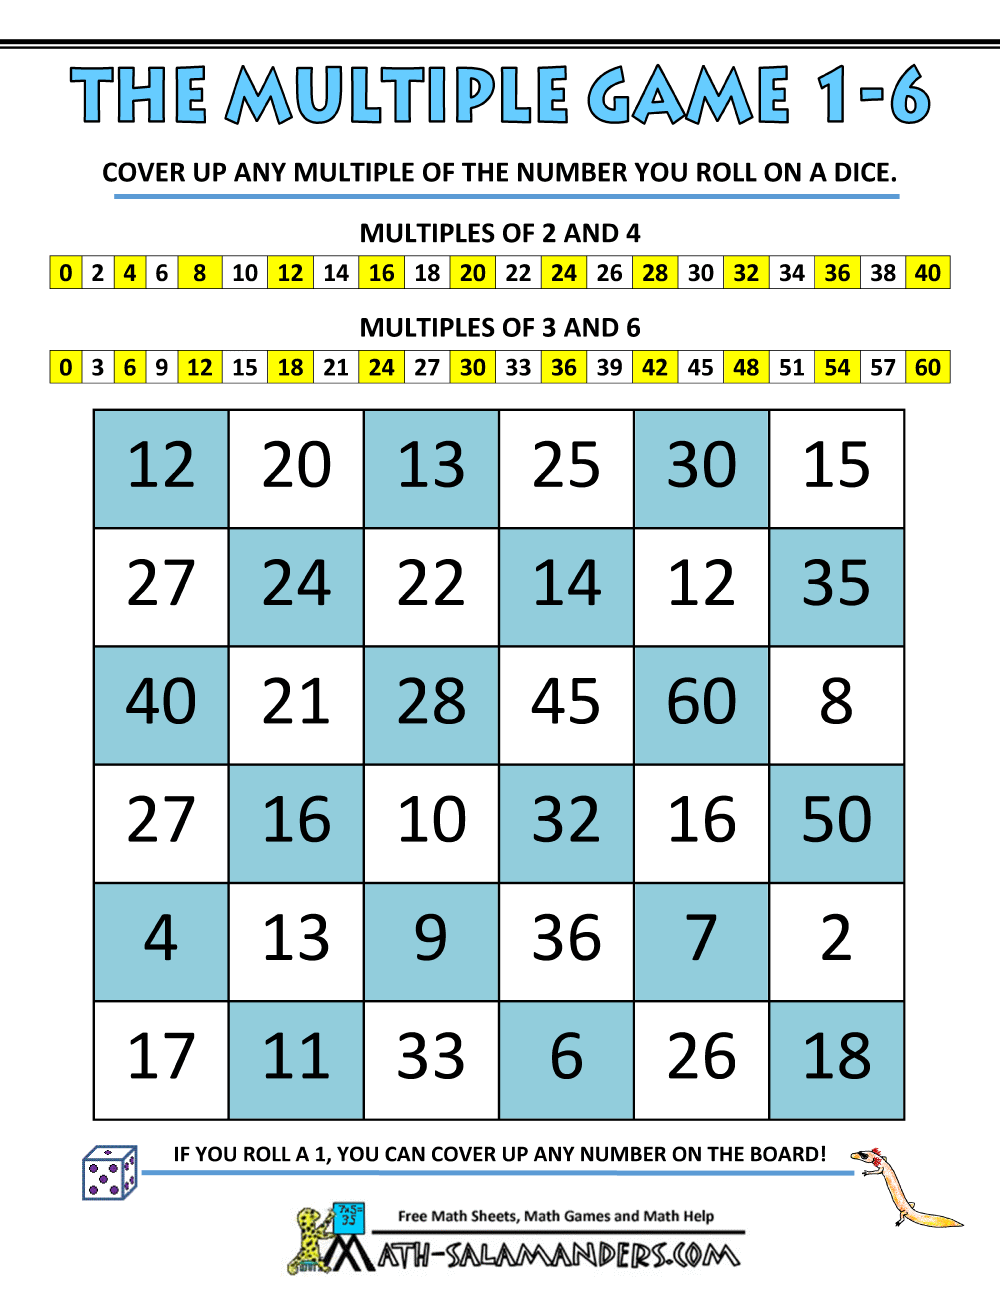 THE MULTIPLE GAME 1-6
COVER UP ANY MULTIPLE OF THE NUMBER YOU ROLL ON A DICE.
MULTIPLES OF 2 AND 4
0 2 4 6 8 10 12 14 16 18 20 22 24 26 28 30 32 34 36 38 40
MULTIPLES OF 3 AND 6
0 3 6 9 12 15 18 21 24 27 30 33 36 39 42 45 48 51 54 57 60
12 20 13 25 30 15
27 24 22 14 12 35
40 21 28 45 60 8
27 16 10 32 16 50
4 13 9 36 7 2
17 11 33 6 26 18
IF YOU ROLL A 1, YOU CAN COVER UP ANY NUMBER ON THE BOARD!
7x5=
35
Free Math Sheets, Math Games and Math Help
MATH-SALAMANDERS.COM